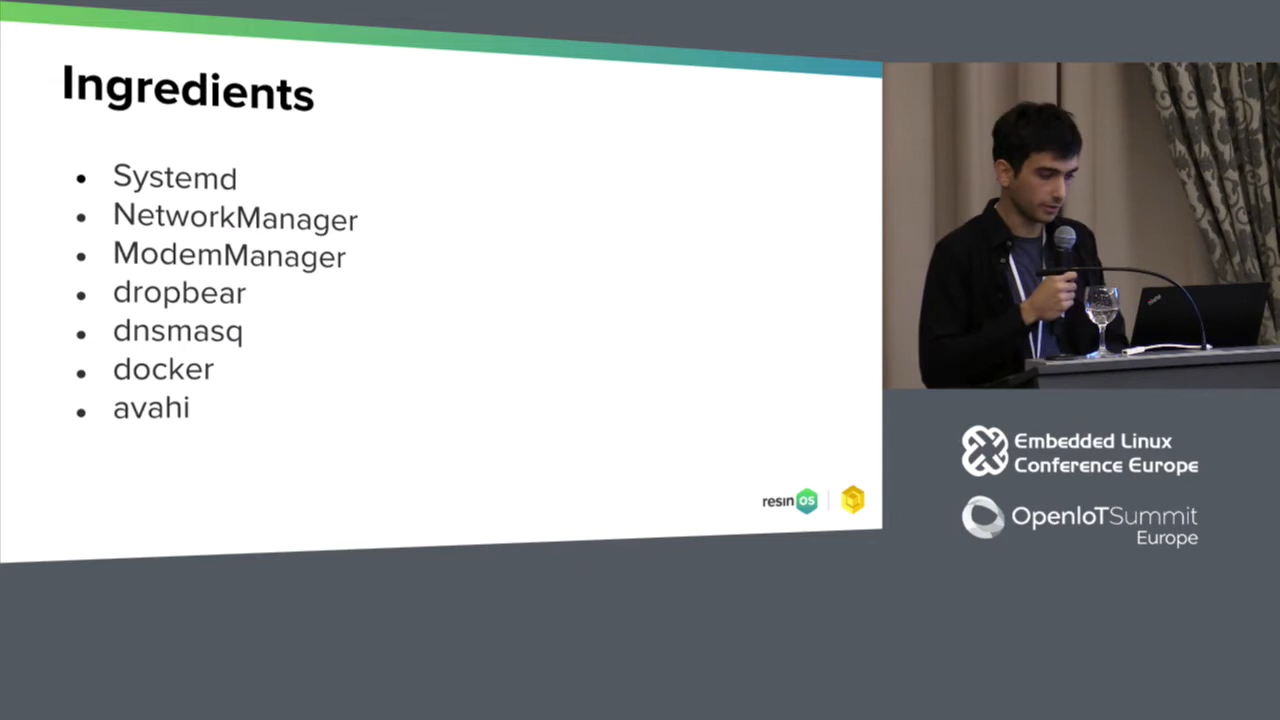 Ingredients
• Systemd
• NetworkManager
• ModemManager
• dropbear
• dnsmasq
• docker
• avahi
resin OS
Embedded Linux
Conference Europe
OpenIoTSummit
Europe